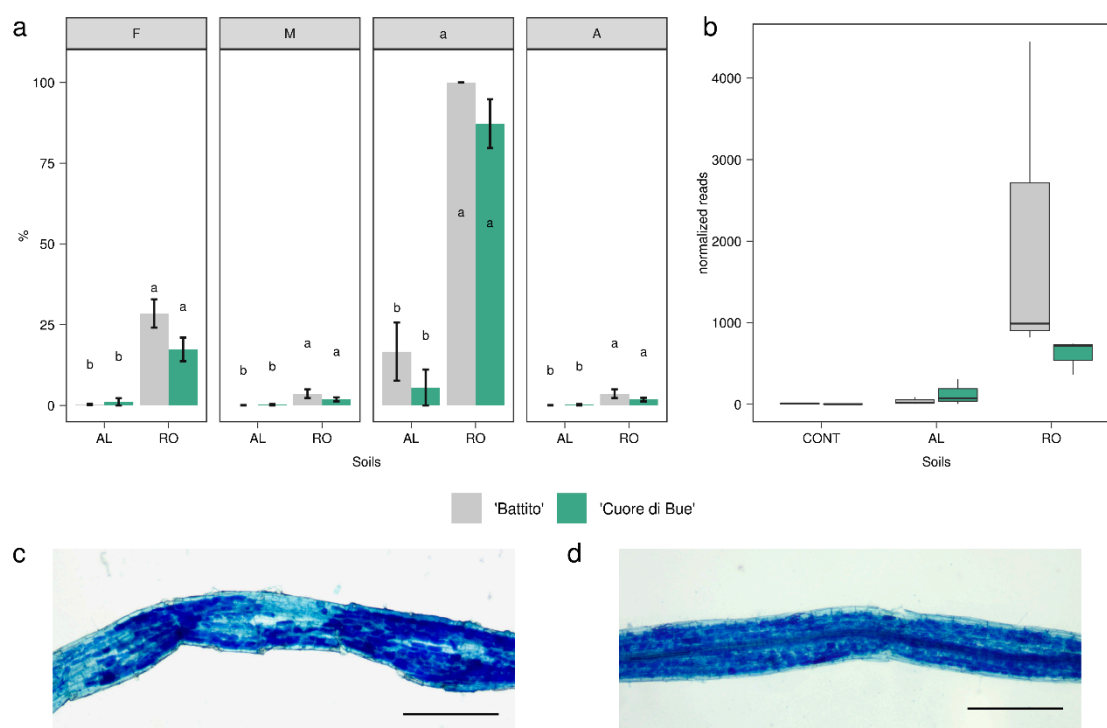 a
F M a A
100
75
50
25
0
%
b b a a
b b a a
b b a a
b b a a
AL RO AL RO AL RO AL RO
Soils
b
4000
3000
2000
1000
0
normalized reads
CONT AL RO
Soils
'Battito' 'Cuore di Bue'
c
d